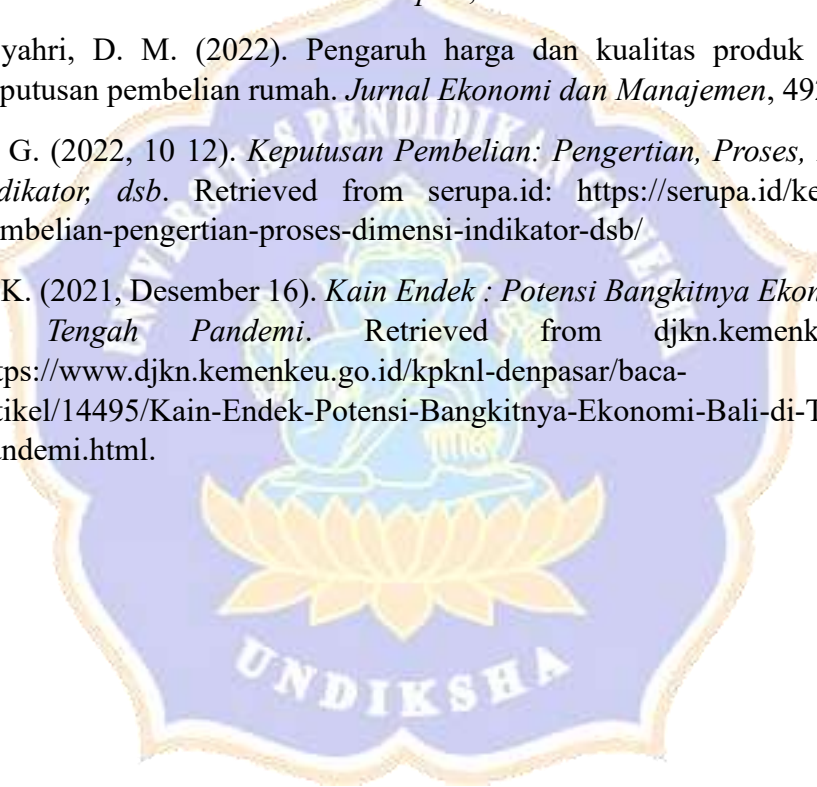 yahri, D. M. (2022). Pengaruh harga dan kualitas produk
putusan pembelian rumah. Jurnal Ekonomi dan Manajemen, 49
G. (2022, 10 12). Keputusan Pembelian: Pengertian, Proses,
dikator, dsb. Retrieved from serupa.id: https://serupa.id/ke
mbelian-pengertian-proses-dimensi-indikator-dsb/
K. (2021, Desember 16). Kain Endek : Potensi Bangkitnya Ekon
Tengah Pandemi. Retrieved from djkn.kemenk
tps://www.djkn.kemenkeu.go.id/kpknl-denpasar/baca-
tikel/14495/Kain-Endek-Potensi-Bangkitnya-Ekonomi-Bali-di-T
ndemi.html.
UNIVERSITAS PENDIDIKAN GANESHA
UNDIKSHA